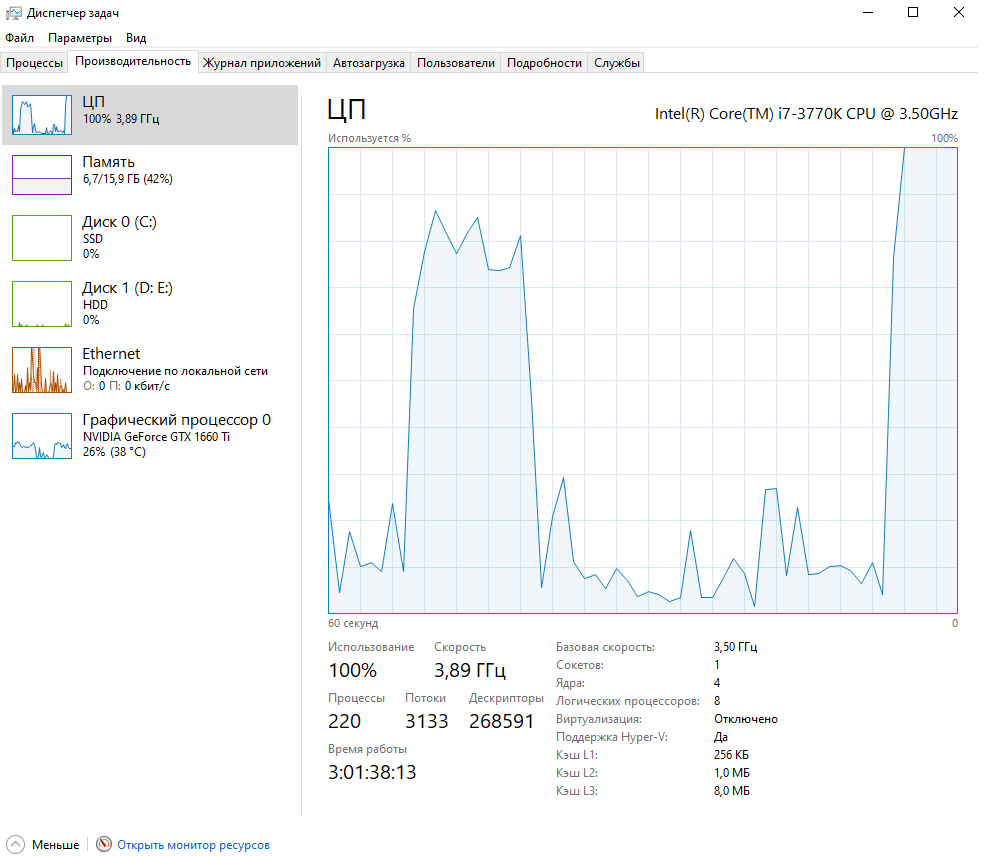 Диспетчер задач
Файл Параметры Вид
Процессы Производительность Журнал приложений Автозагрузка Пользователи Подробности Службы
ЦП
100% 3,89 ГГц
Память
6,7/15,9 ГБ (42%)
Диск 0 (C:)
SSD
0%
Диск 1 (D: E:)
HDD
0%
Ethernet
Подключение по локальной сети
О: 0 П: 0 кбит/с
Графический процессор 0
NVIDIA GeForce GTX 1660 Ti
26% (38 °C)
ЦП Intel(R) Core(TM) i7-3770K CPU @ 3.50GHz
Используется % 100%
60 секунд 0
Использование Скорость
100% 3,89 ГГц
Процессы Потоки Дескрипторы
220 3133 268591
Время работы
3:01:38:13
Базовая скорость: 3,50 ГГц
Сокетов: 1
Ядра: 4
Логических процессоров: 8
Виртуализация: Отключено
Поддержка Hyper-V: Да
Кэш L1: 256 КБ
Кэш L2: 1,0 МБ
Кэш L3: 8,0 МБ
Меньше Открыть монитор ресурсов